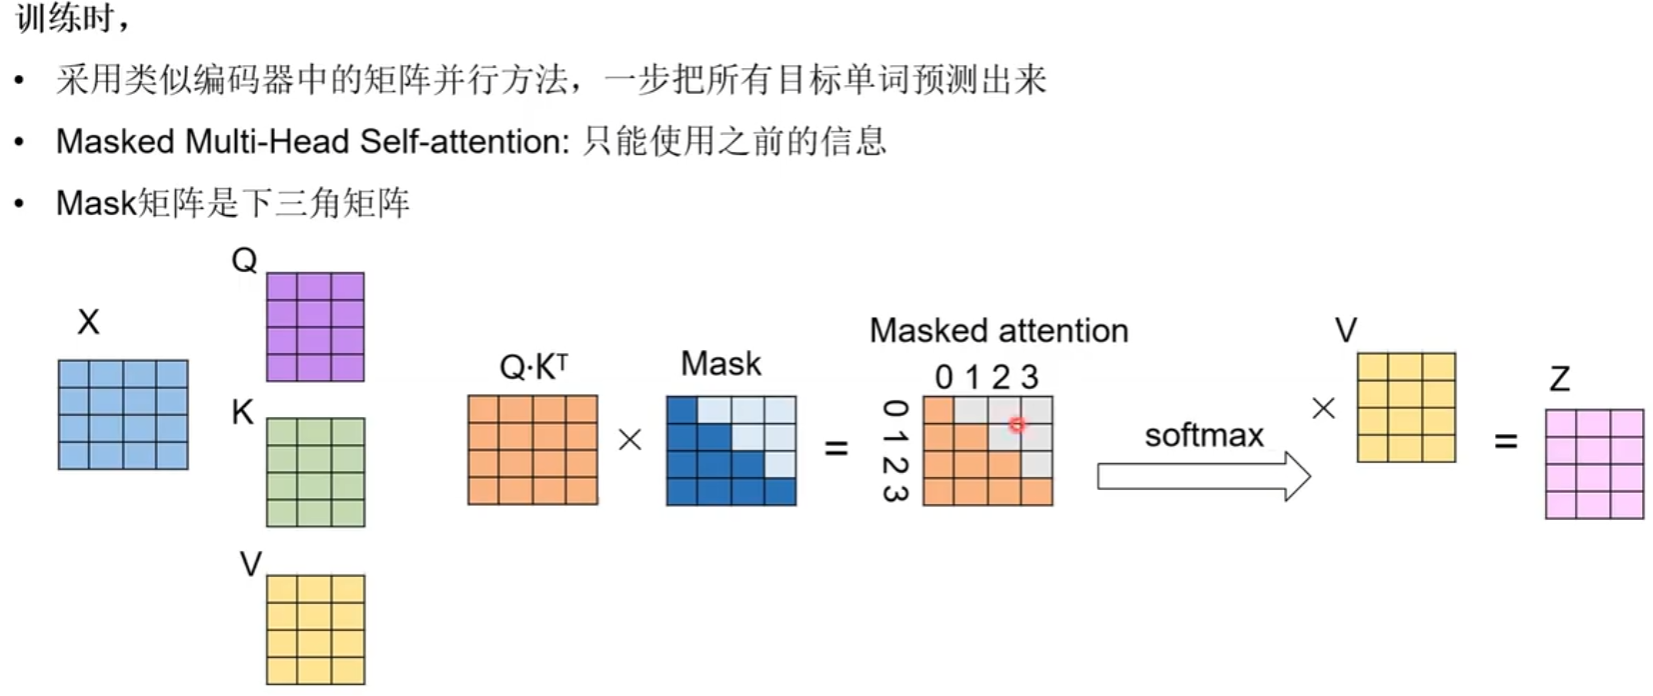 训练时，
• 采用类似编码器中的矩阵并行方法，一步把所有目标单词预测出来
• Masked Multi-Head Self-attention: 只能使用之前的信息
• Mask矩阵是下三角矩阵
X
Q
K
V
Q·Kᵀ
×
Mask
=
Masked attention
0 1 2 3
0 1 2 3
softmax
×
V
=
Z